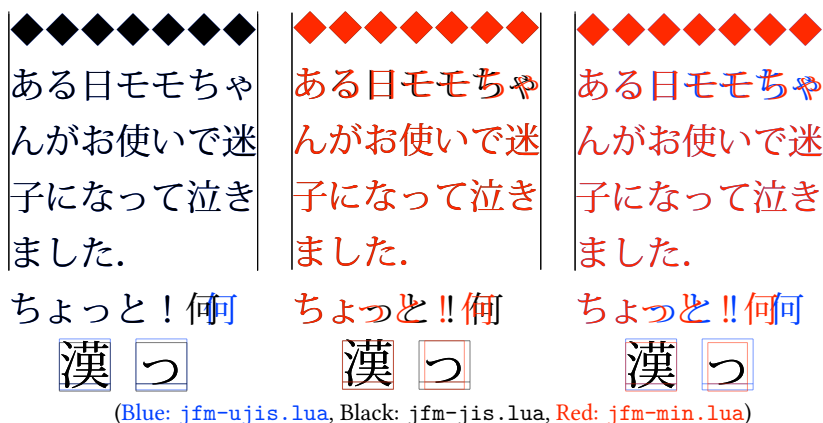 ◆◆◆◆◆◆◆
ある日モモちゃ
んがお使いで迷
子になって泣き
ました.
ちょっと！何
漢 っ
◆◆◆◆◆◆◆
ある日モモちゃ
んがお使いで迷
子になって泣き
ました.
ちょっと！何
漢 っ
◆◆◆◆◆◆◆
ある日モモちゃ
んがお使いで迷
子になって泣き
ました.
ちょっと！何
漢 っ
(Blue: jfm-ujis.lua, Black: jfm-jis.lua, Red: jfm-min.lua)